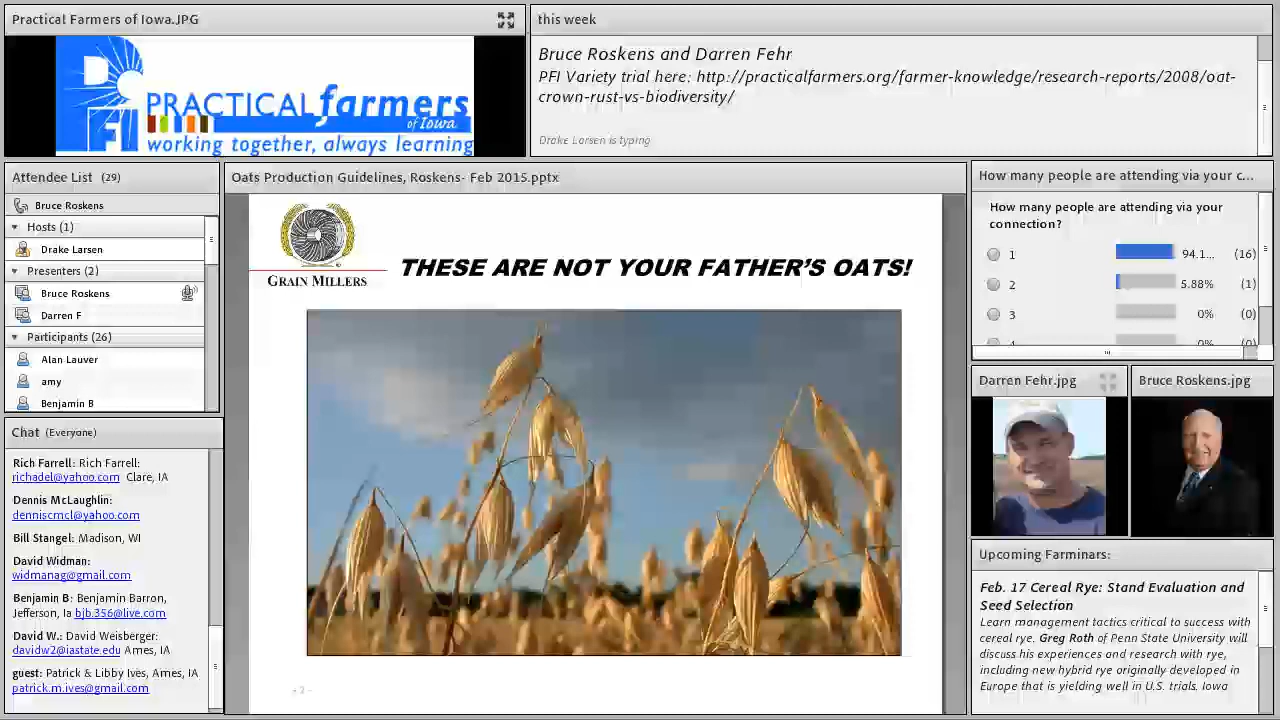 Practical Farmers of Iowa.JPG
PFI
PRACTICAL farmers
of Iowa
working together, always learning
this week
Bruce Roskens and Darren Fehr
PFI Variety trial here: http://practicalfarmers.org/farmer-knowledge/research-reports/2008/oat-
crown-rust-vs-biodiversity/
Drake Larsen is typing
Attendee List (29)
Bruce Roskens
Hosts (1)
Drake Larsen
Presenters (2)
Bruce Roskens
Darren F
Participants (26)
Alan Lauver
amy
Benjamin B
Chat (Everyone)
Rich Farrell: Rich Farrell:
richadel@yahoo.com Clare, IA
Dennis McLaughlin:
denniscmcl@yahoo.com
Bill Stangel: Madison, WI
David Widman:
widmanag@gmail.com
Benjamin B: Benjamin Barron,
Jefferson, Ia bjb.356@live.com
David W.: David Weisberger:
davidw2@iastate.edu Ames, IA
guest: Patrick & Libby Ives, Ames, IA
patrick.m.ives@gmail.com
Oats Production Guidelines, Roskens- Feb 2015.pptx
GRAIN MILLERS
THESE ARE NOT YOUR FATHER'S OATS!
- 2 -
How many people are attending via your c...
How many people are attending via your
connection?
1 94.1... (16)
2 5.88% (1)
3 0% (0)
4 0% (0)
Darren Fehr.jpg
Bruce Roskens.jpg
Upcoming Farminars:
Feb. 17 Cereal Rye: Stand Evaluation and
Seed Selection
Learn management tactics critical to success with
cereal rye. Greg Roth of Penn State University will
discuss his experiences and research with rye,
including new hybrid rye originally developed in
Europe that is yielding well in U.S. trials. Iowa